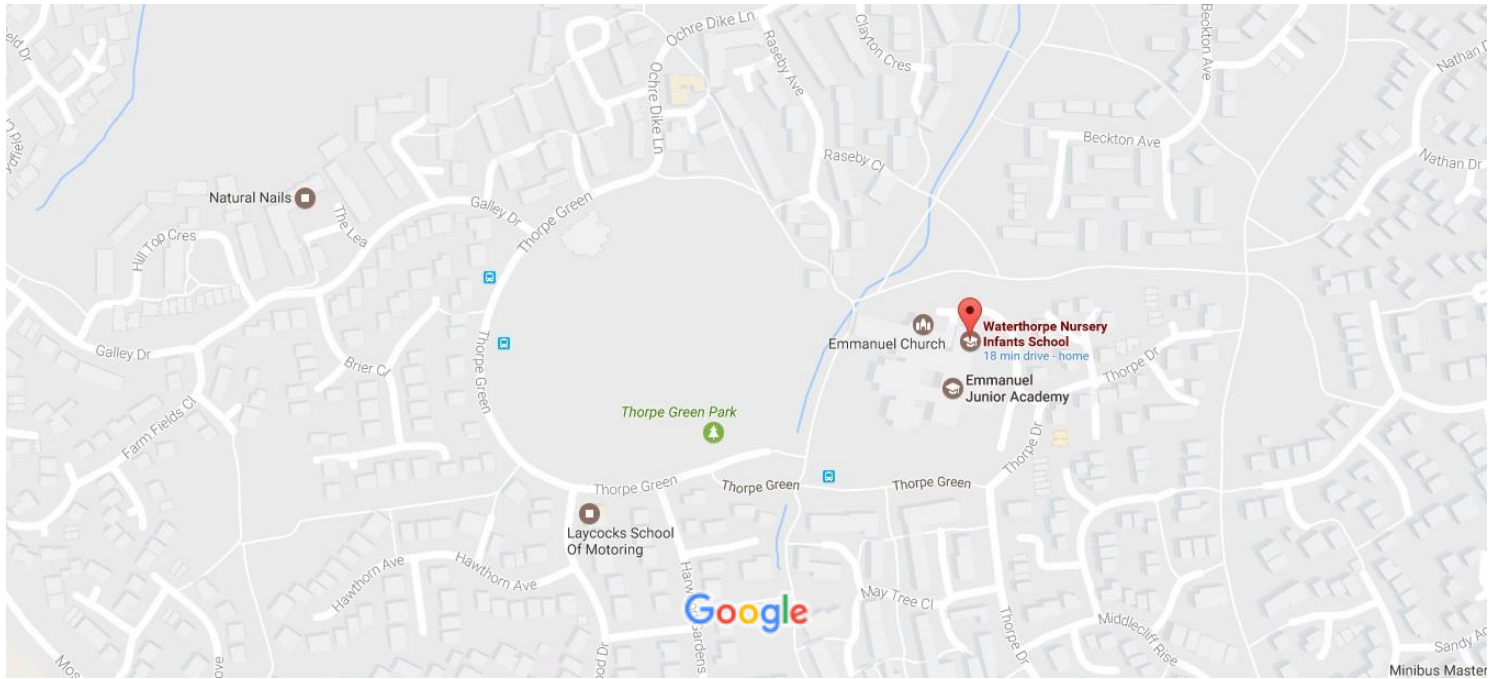 Ochre Dike Ln
Raseby Ave
Clayton Cres
Beckton Ave
Ochre Dike Ln
Beckton Ave
Raseby Cl
Nathan Dr
Natural Nails
The Lea
Galley Dr
Thorpe Green
Hill Top Cres
Waterthorpe Nursery
Infants School
18 min drive - home
Emmanuel Church
Thorpe Dr
Galley Dr
Brier Cl
Thorpe Green
Emmanuel
Junior Academy
Farm Fields Cl
Thorpe Green Park
Thorpe Dr
Thorpe Green
Thorpe Green
Thorpe Green
Laycocks School
Of Motoring
Hawthorn Ave
Hawthorn Ave
May Tree Cl
Google
Gardens
Thorpe Dr
Middlecliff Rise
Minibus Master